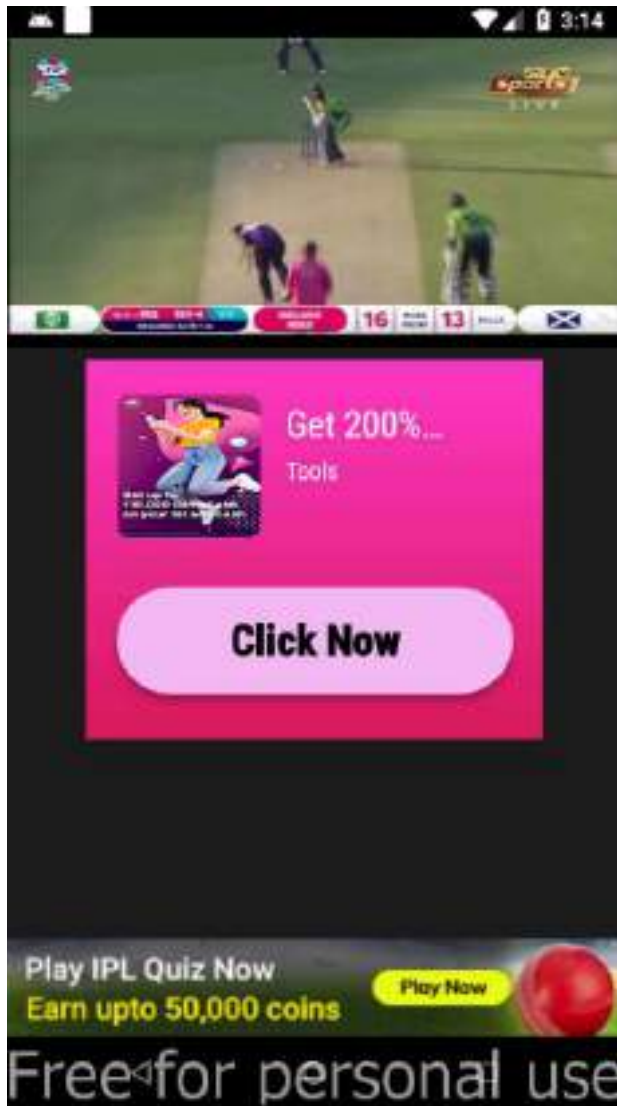 3:14
Sports
LIVE
16
13
Get 200%...
Tools
Click Now
Play IPL Quiz Now
Earn upto 50,000 coins
Play Now
Free for personal use